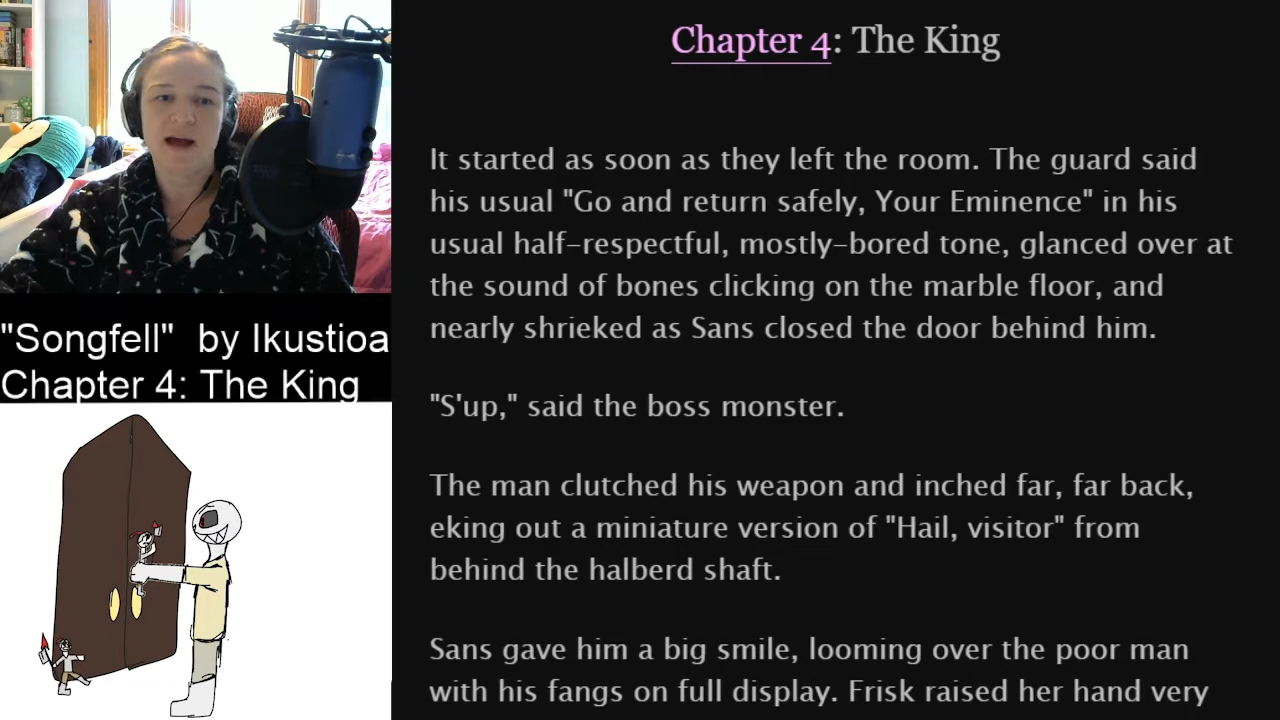 Chapter 4: The King
It started as soon as they left the room. The guard said
his usual "Go and return safely, Your Eminence" in his
usual half-respectful, mostly-bored tone, glanced over at
the sound of bones clicking on the marble floor, and
nearly shrieked as Sans closed the door behind him.
"S'up," said the boss monster.
The man clutched his weapon and inched far, far back,
eking out a miniature version of "Hail, visitor" from
behind the halberd shaft.
Sans gave him a big smile, looming over the poor man
with his fangs on full display. Frisk raised her hand very
"Songfell" by Ikustioa
Chapter 4: The King